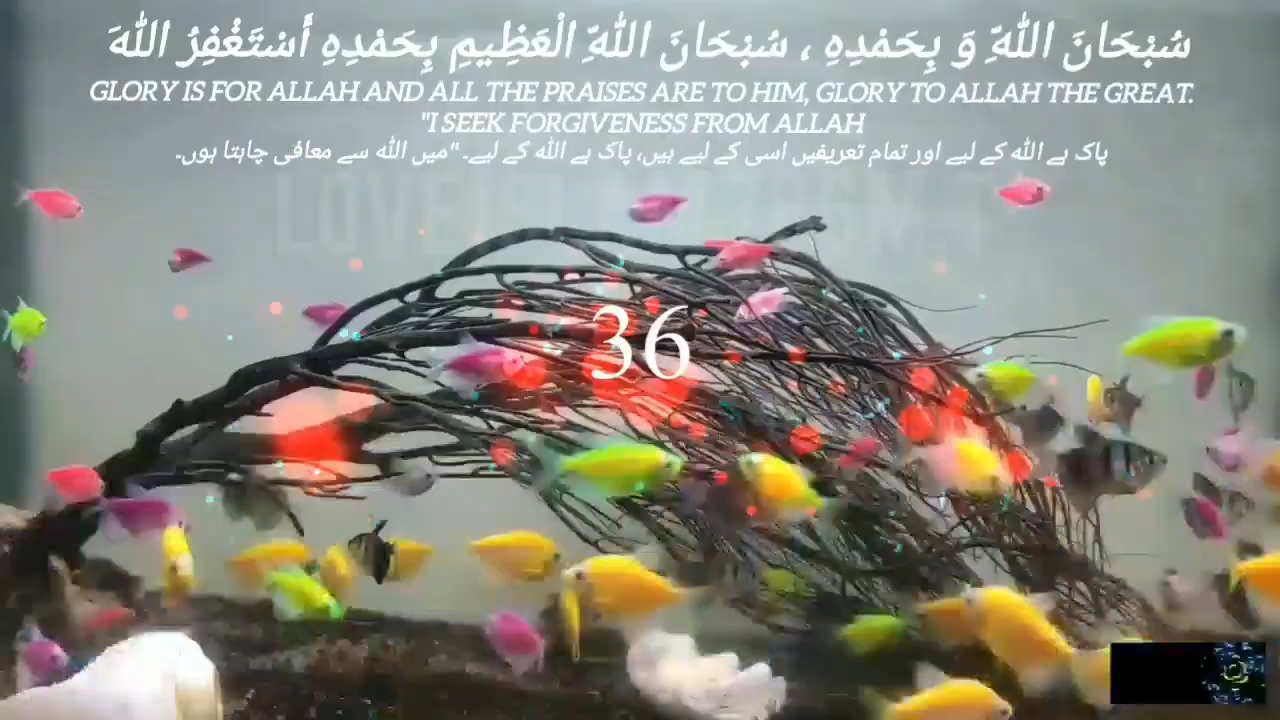 سُبْحَانَ اللّٰهِ وَ بِحَمْدِهِ ، سُبْحَانَ اللّٰهِ الْعَظِيمِ بِحَمْدِهِ أَسْتَغْفِرُ اللّٰهَ
GLORY IS FOR ALLAH AND ALL THE PRAISES ARE TO HIM, GLORY TO ALLAH THE GREAT.
"I SEEK FORGIVENESS FROM ALLAH
پاک ہے اللہ کے لیے اور تمام تعریفیں اسی کے لیے ہیں، پاک ہے اللہ کے لیے۔ "میں اللہ سے معافی چاہتا ہوں۔
36